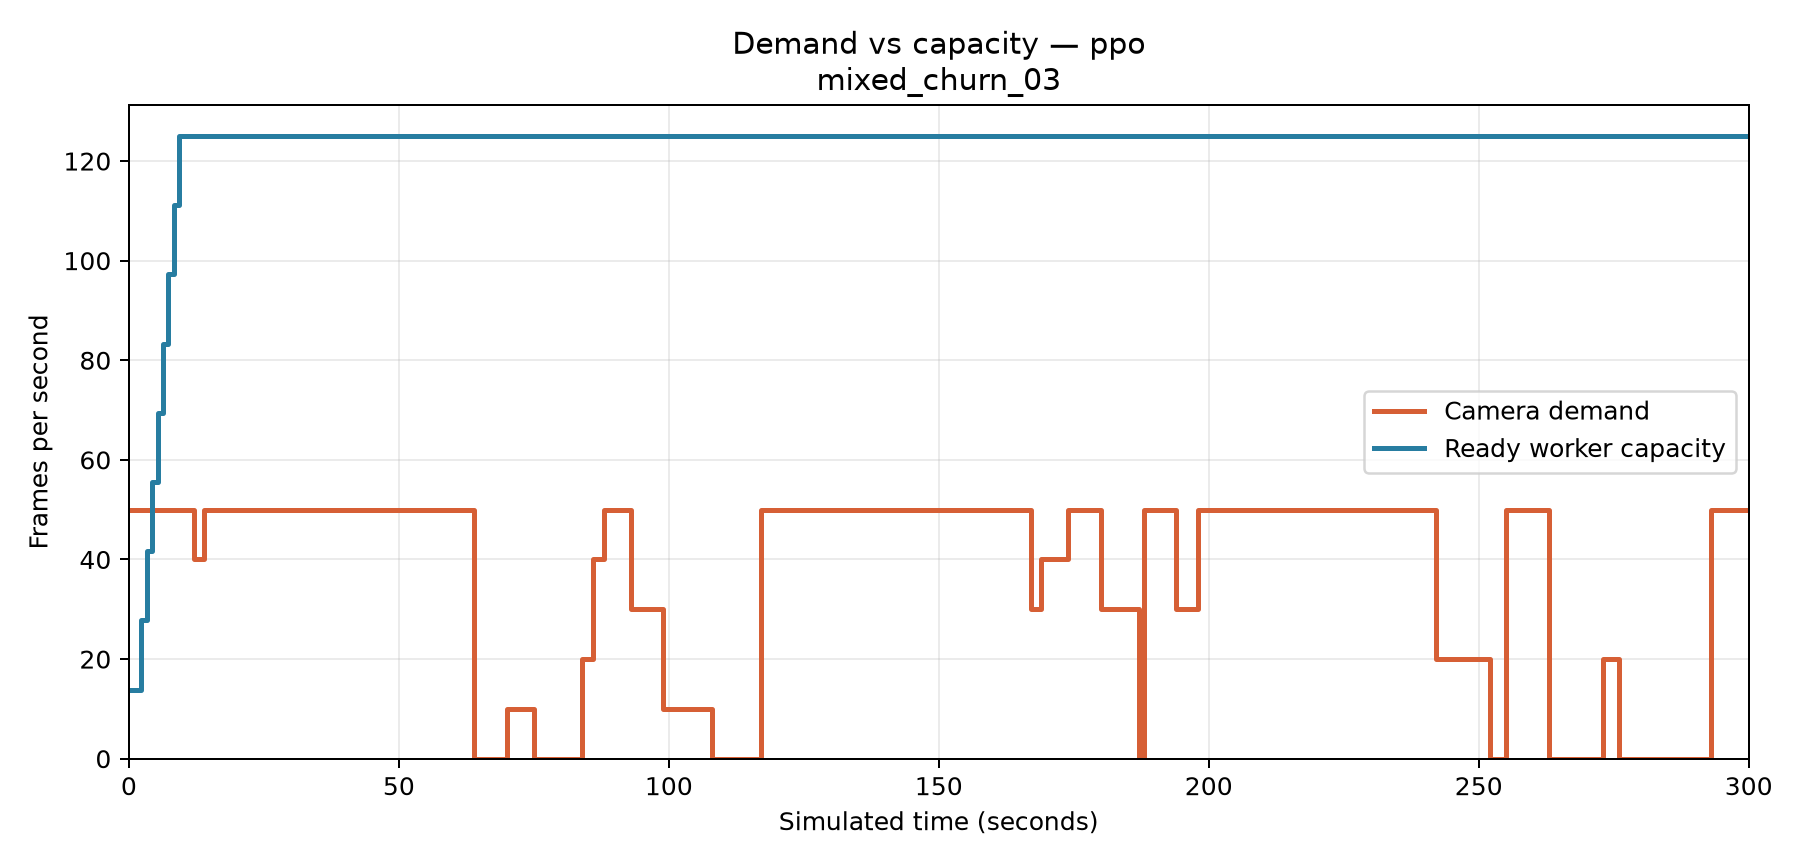 Demand vs capacity — ppo
mixed_churn_03
Frames per second
120
100
80
60
40
20
0
Camera demand
Ready worker capacity
0 50 100 150 200 250 300
Simulated time (seconds)